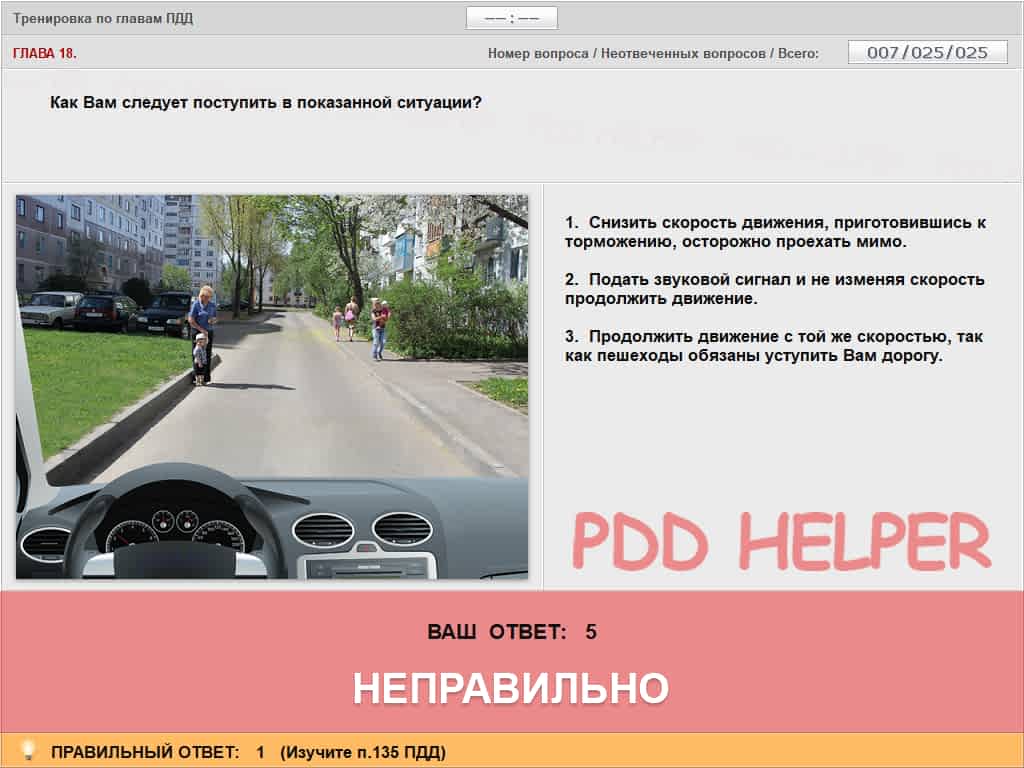 Тренировка по главам ПДД
—— : ——
ГЛАВА 18.
Номер вопроса / Неотвеченных вопросов / Всего:
007/025/025
Как Вам следует поступить в показанной ситуации?
1. Снизить скорость движения, приготовившись к
торможению, осторожно проехать мимо.
2. Подать звуковой сигнал и не изменяя скорость
продолжить движение.
3. Продолжить движение с той же скоростью, так
как пешеходы обязаны уступить Вам дорогу.
PDD HELPER
ВАШ ОТВЕТ: 5
НЕПРАВИЛЬНО
ПРАВИЛЬНЫЙ ОТВЕТ: 1 (Изучите п.135 ПДД)